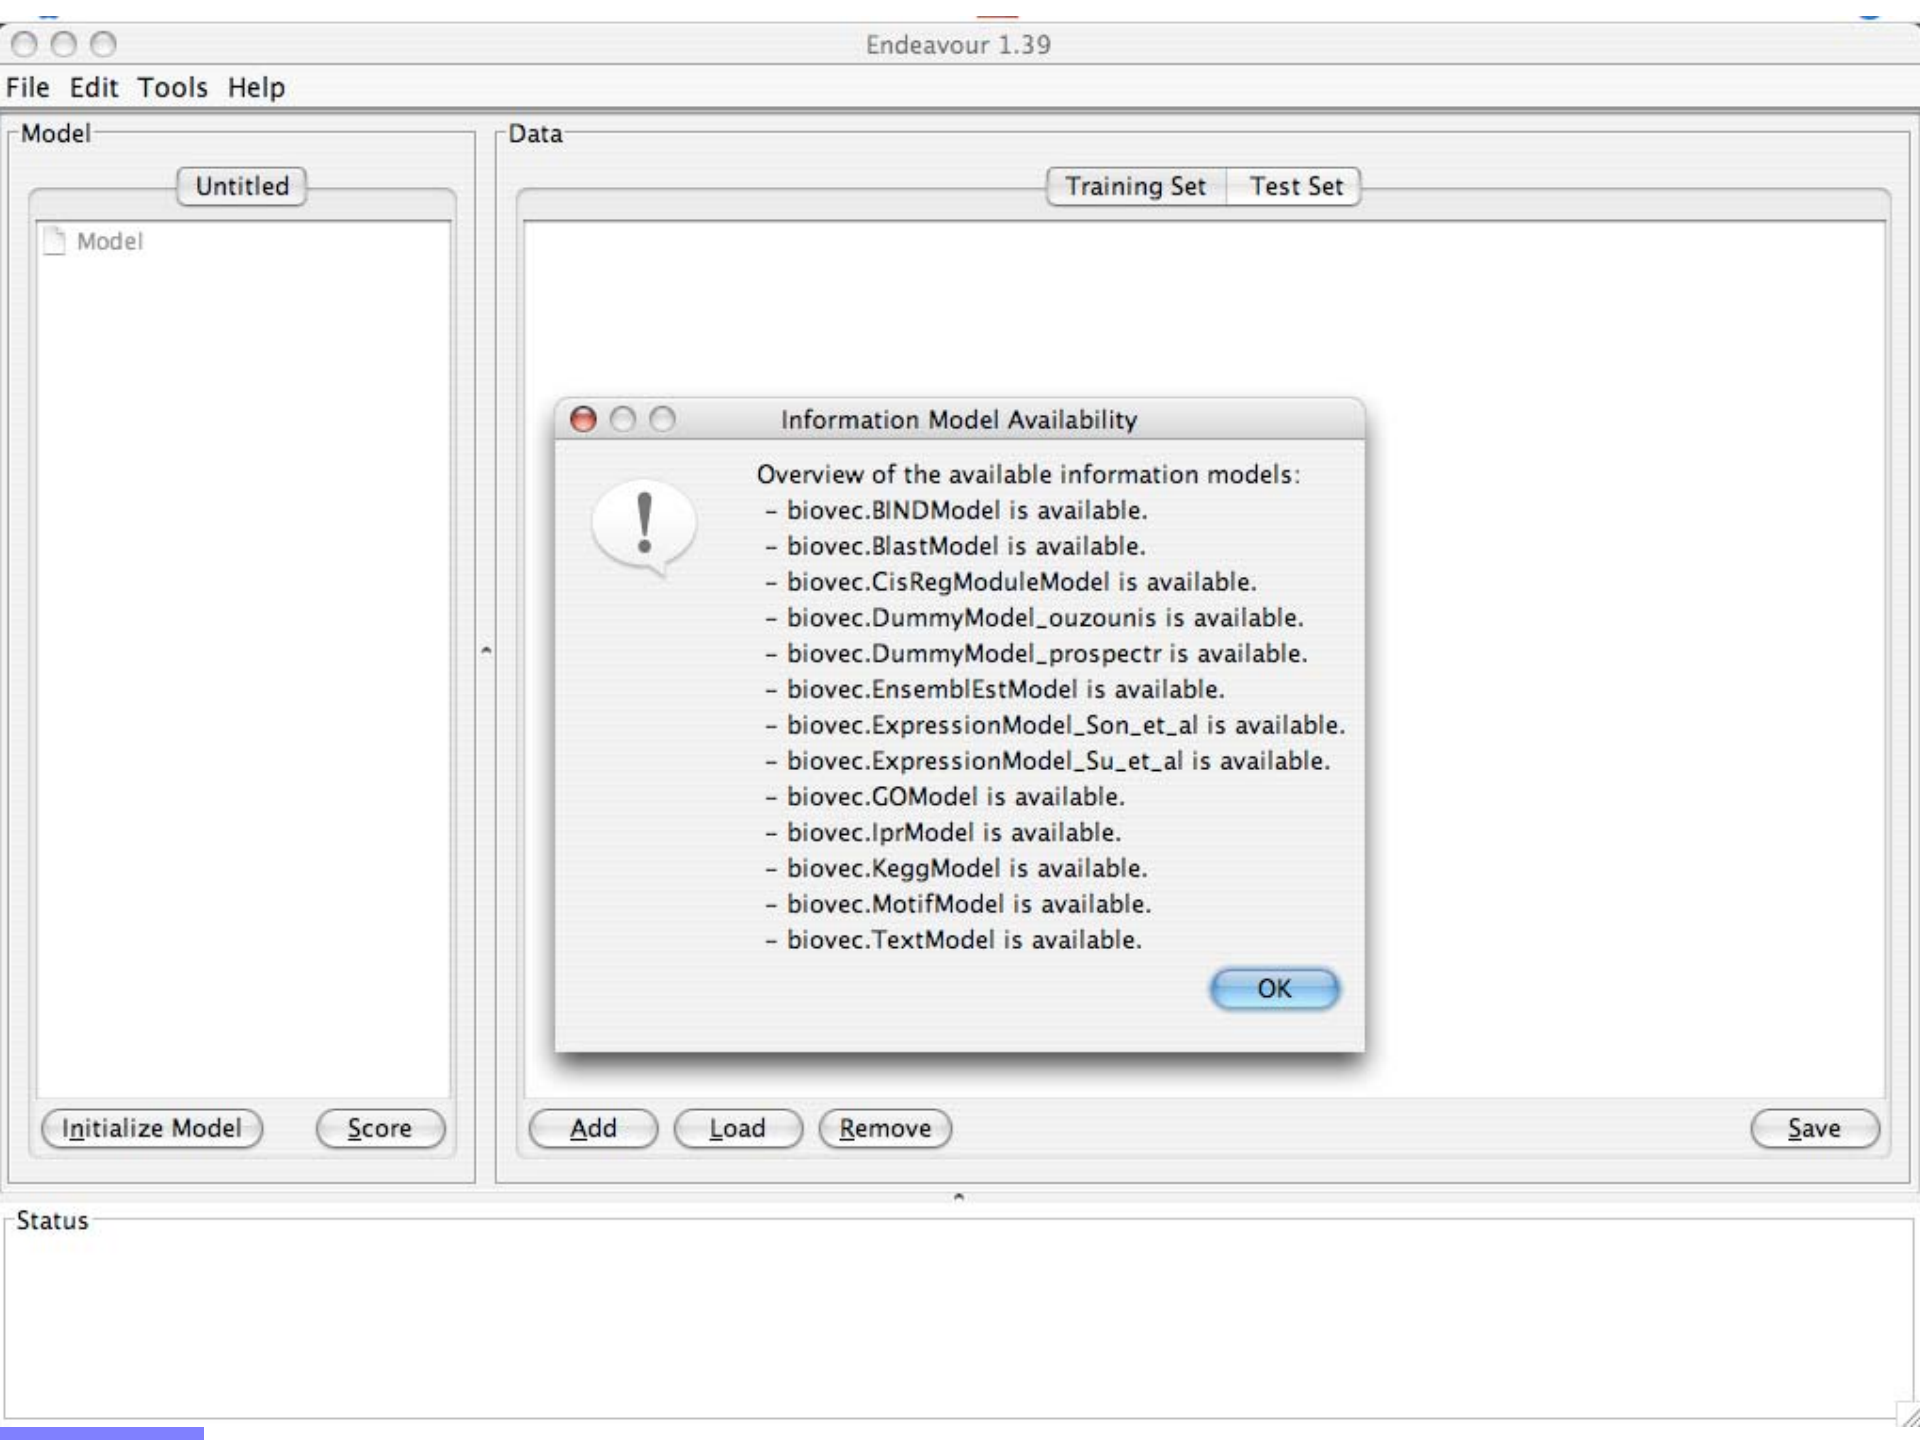 Endeavour 1.39
File Edit Tools Help
Model
Data
Untitled
Training Set Test Set
Model
Information Model Availability
Overview of the available information models:
– biovec.BINDModel is available.
– biovec.BlastModel is available.
– biovec.CisRegModuleModel is available.
– biovec.DummyModel_ouzounis is available.
– biovec.DummyModel_prospectr is available.
– biovec.EnsemblEstModel is available.
– biovec.ExpressionModel_Son_et_al is available.
– biovec.ExpressionModel_Su_et_al is available.
– biovec.GOModel is available.
– biovec.IprModel is available.
– biovec.KeggModel is available.
– biovec.MotifModel is available.
– biovec.TextModel is available.
OK
Initialize Model Score
Add Load Remove Save
Status